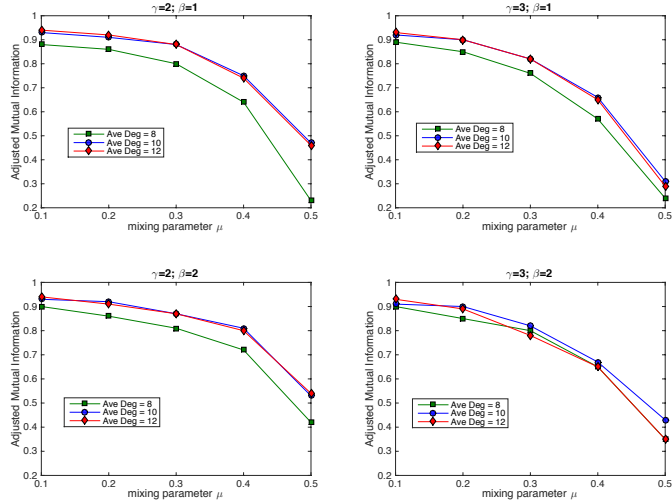 γ=2; β=1
Adjusted Mutual Information
1
0.9
0.8
0.7
0.6
0.5
0.4
0.3
0.2
Ave Deg = 8
Ave Deg = 10
Ave Deg = 12
0.1 0.2 0.3 0.4 0.5
mixing parameter μ
γ=3; β=1
Adjusted Mutual Information
1
0.9
0.8
0.7
0.6
0.5
0.4
0.3
0.2
Ave Deg = 8
Ave Deg = 10
Ave Deg = 12
0.1 0.2 0.3 0.4 0.5
mixing parameter μ
γ=2; β=2
Adjusted Mutual Information
1
0.9
0.8
0.7
0.6
0.5
0.4
0.3
0.2
Ave Deg = 8
Ave Deg = 10
Ave Deg = 12
0.1 0.2 0.3 0.4 0.5
mixing parameter μ
γ=3; β=2
Adjusted Mutual Information
1
0.9
0.8
0.7
0.6
0.5
0.4
0.3
0.2
Ave Deg = 8
Ave Deg = 10
Ave Deg = 12
0.1 0.2 0.3 0.4 0.5
mixing parameter μ